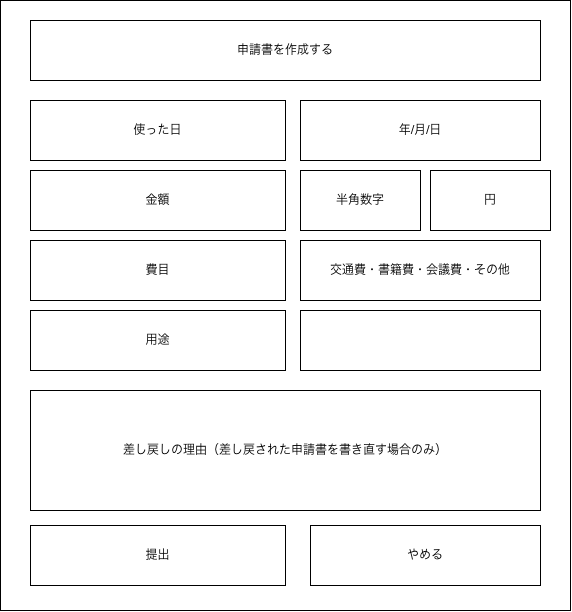 申請書を作成する
使った日
年/月/日
金額
半角数字
円
費目
交通費・書籍費・会議費・その他
用途
差し戻しの理由（差し戻された申請書を書き直す場合のみ）
提出
やめる